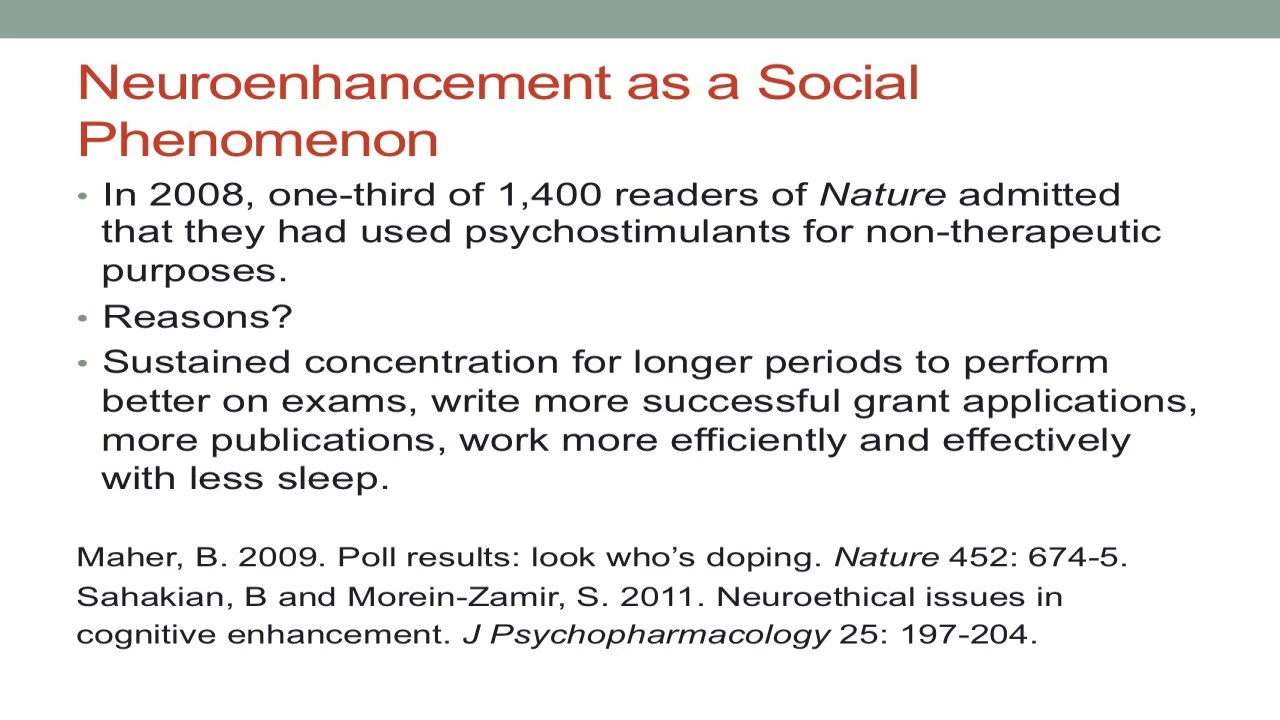 Neuroenhancement as a Social
Phenomenon
• In 2008, one-third of 1,400 readers of Nature admitted
that they had used psychostimulants for non-therapeutic
purposes.
• Reasons?
• Sustained concentration for longer periods to perform
better on exams, write more successful grant applications,
more publications, work more efficiently and effectively
with less sleep.
Maher, B. 2009. Poll results: look who’s doping. Nature 452: 674-5.
Sahakian, B and Morein-Zamir, S. 2011. Neuroethical issues in
cognitive enhancement. J Psychopharmacology 25: 197-204.